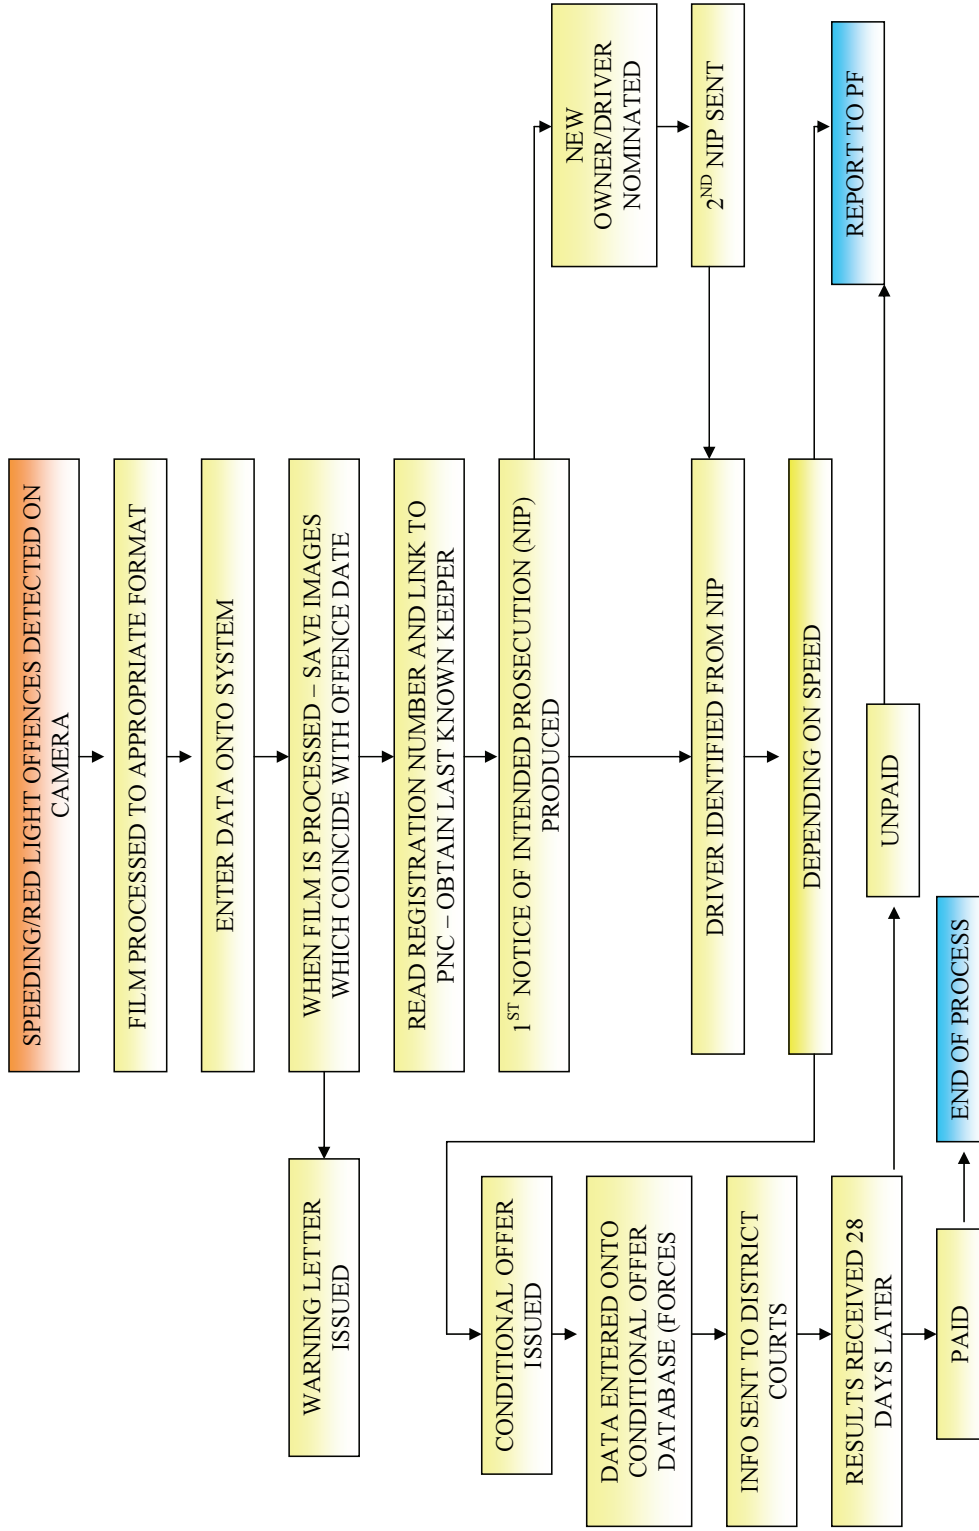 SPEEDING/RED LIGHT OFFENCES DETECTED ON
CAMERA
FILM PROCESSED TO APPROPRIATE FORMAT
ENTER DATA ONTO SYSTEM
WHEN FILM IS PROCESSED – SAVE IMAGES
WHICH COINCIDE WITH OFFENCE DATE
WARNING LETTER
ISSUED
READ REGISTRATION NUMBER AND LINK TO
PNC – OBTAIN LAST KNOWN KEEPER
1ST NOTICE OF INTENDED PROSECUTION (NIP)
PRODUCED
NEW
OWNER/DRIVER
NOMINATED
2ND NIP SENT
DRIVER IDENTIFIED FROM NIP
DEPENDING ON SPEED
REPORT TO PF
CONDITIONAL OFFER
ISSUED
DATA ENTERED ONTO
CONDITIONAL OFFER
DATABASE (FORCES
INFO SENT TO DISTRICT
COURTS
RESULTS RECEIVED 28
DAYS LATER
UNPAID
PAID
END OF PROCESS